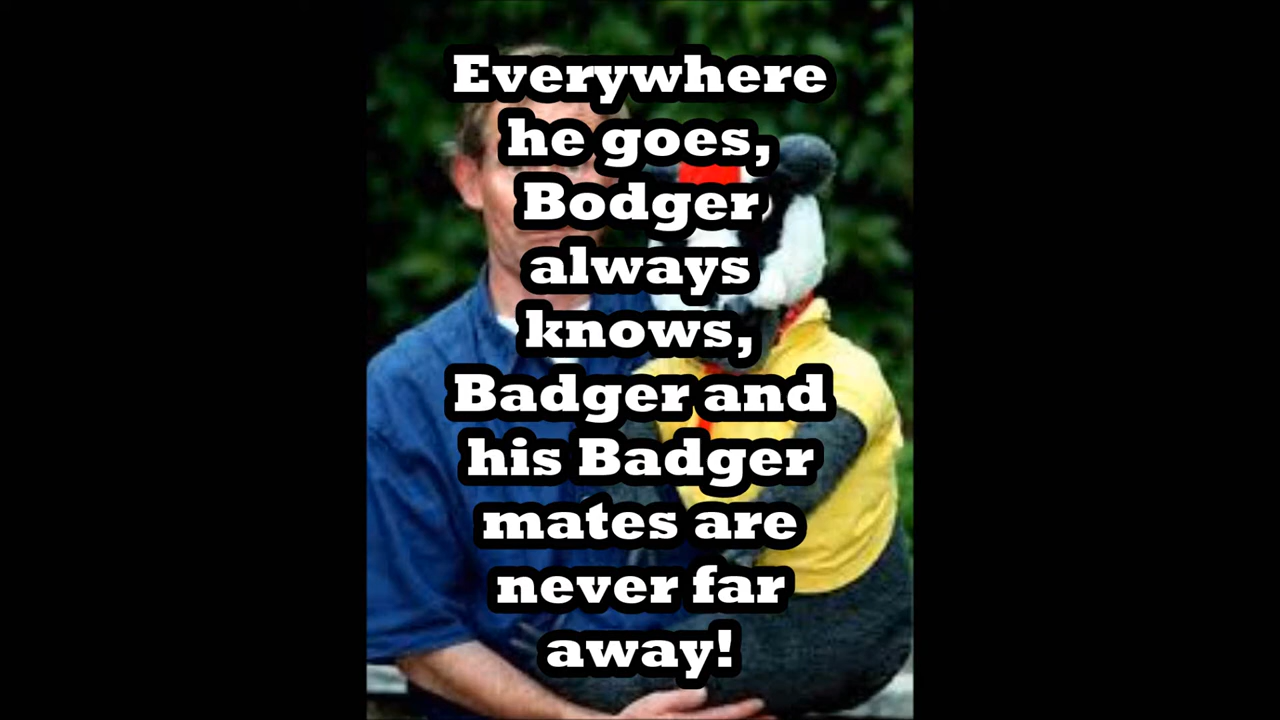 Everywhere
he goes,
Bodger
always
knows,
Badger and
his Badger
mates are
never far
away!